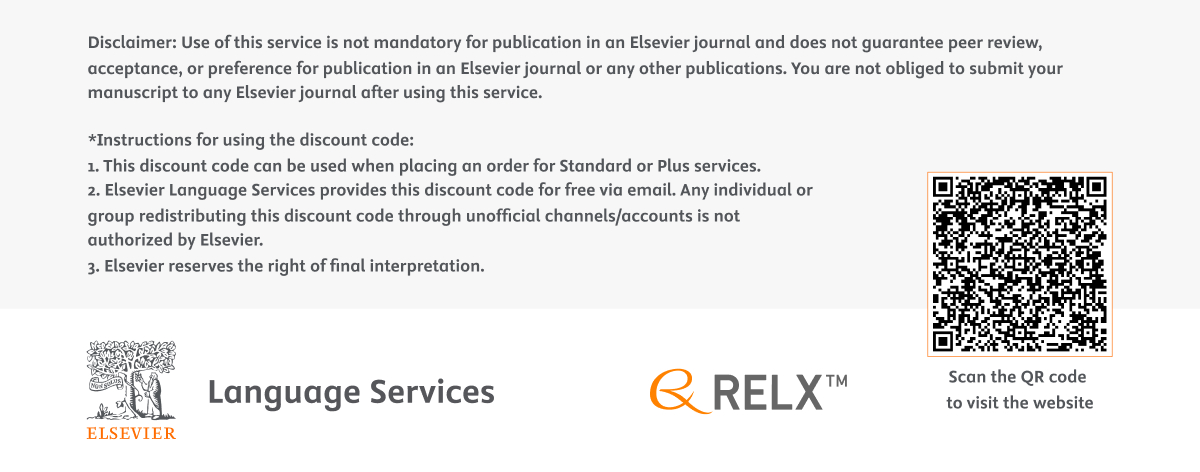 Disclaimer: Use of this service is not mandatory for publication in an Elsevier journal and does not guarantee peer review,
acceptance, or preference for publication in an Elsevier journal or any other publications. You are not obliged to submit your
manuscript to any Elsevier journal after using this service.
*Instructions for using the discount code:
1. This discount code can be used when placing an order for Standard or Plus services.
2. Elsevier Language Services provides this discount code for free via email. Any individual or
group redistributing this discount code through unofficial channels/accounts is not
authorized by Elsevier.
3. Elsevier reserves the right of final interpretation.
NON SOLUS
ELSEVIER
Language Services
RELX™
Scan the QR code
to visit the website